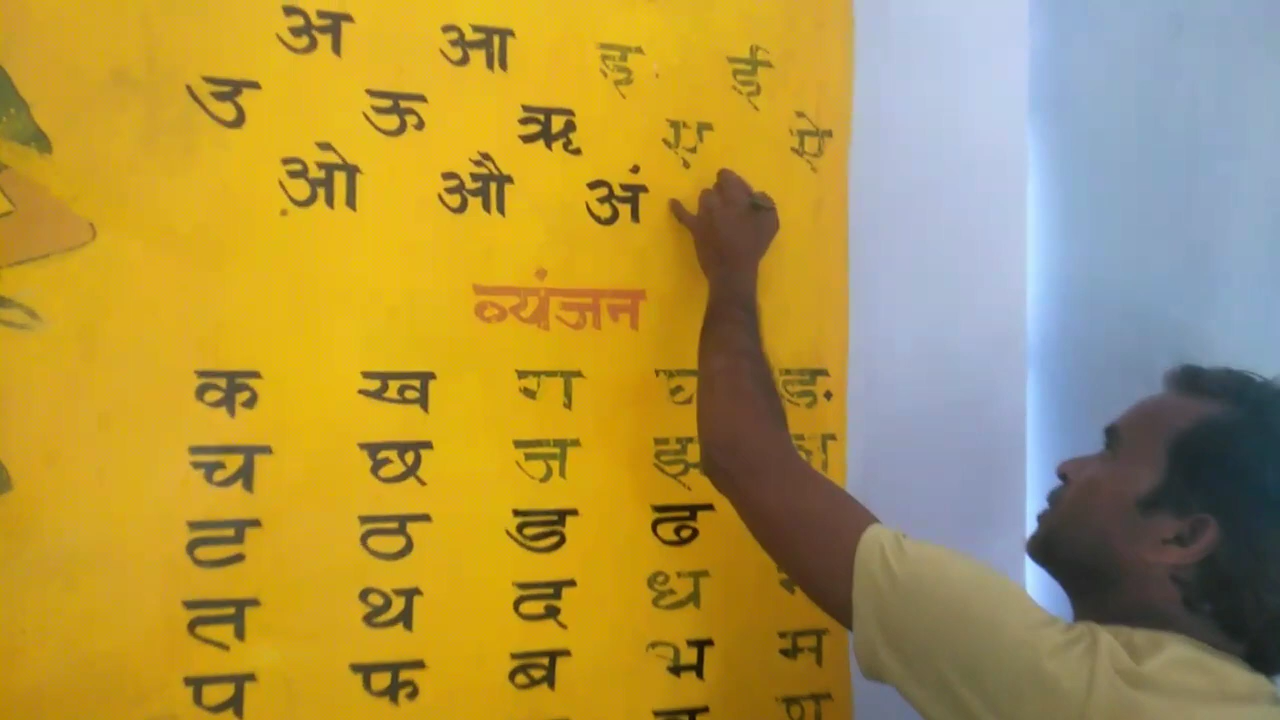 अ आ इ ई
उ ऊ ऋ ए ऐ
ओ औ अं
व्यंजन
क ख ग घ ङ
च छ ज झ
ट ठ ड ढ
त थ द ध
प फ ब भ म